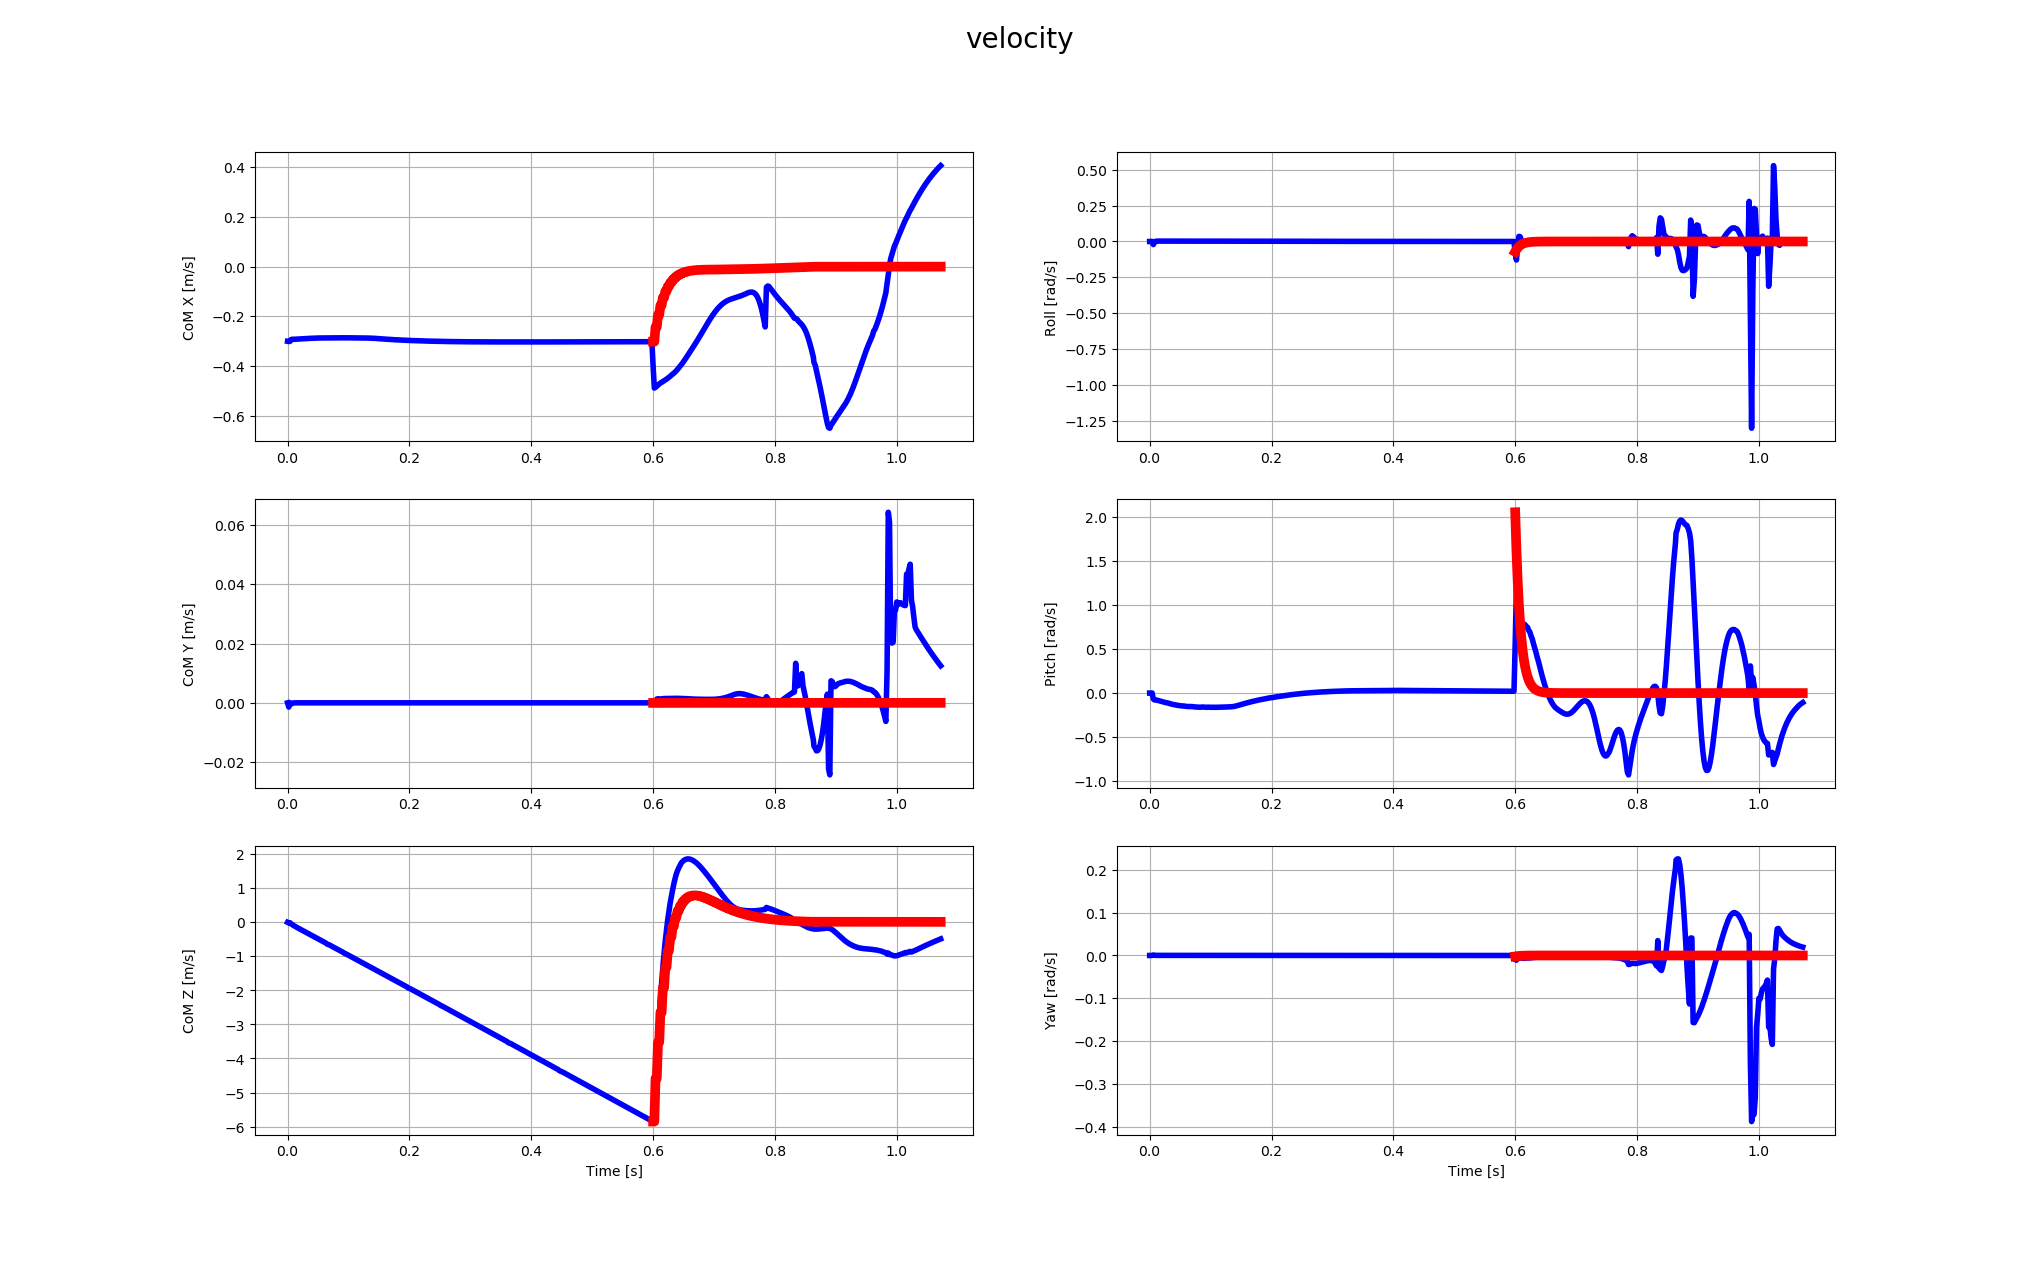 velocity
CoM X [m/s]
0.4
0.2
0.0
−0.2
−0.4
−0.6
0.0 0.2 0.4 0.6 0.8 1.0
Roll [rad/s]
0.50
0.25
0.00
−0.25
−0.50
−0.75
−1.00
−1.25
0.0 0.2 0.4 0.6 0.8 1.0
CoM Y [m/s]
0.06
0.04
0.02
0.00
−0.02
0.0 0.2 0.4 0.6 0.8 1.0
Pitch [rad/s]
2.0
1.5
1.0
0.5
0.0
−0.5
−1.0
0.0 0.2 0.4 0.6 0.8 1.0
CoM Z [m/s]
2
1
0
−1
−2
−3
−4
−5
−6
0.0 0.2 0.4 0.6 0.8 1.0
Time [s]
Yaw [rad/s]
0.2
0.1
0.0
−0.1
−0.2
−0.3
−0.4
0.0 0.2 0.4 0.6 0.8 1.0
Time [s]